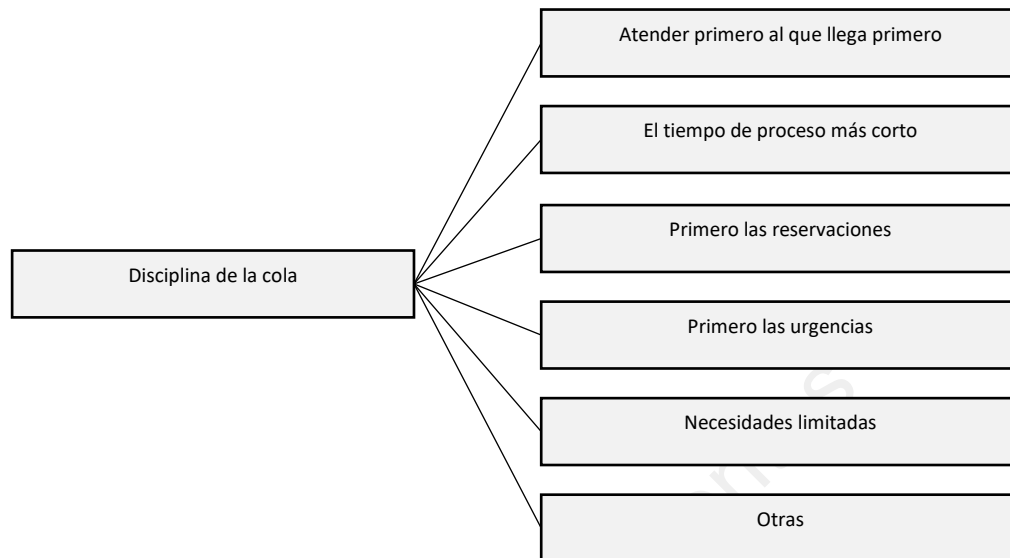 Atender primero al que llega primero
El tiempo de proceso más corto
Primero las reservaciones
Disciplina de la cola
Primero las urgencias
Necesidades limitadas
Otras